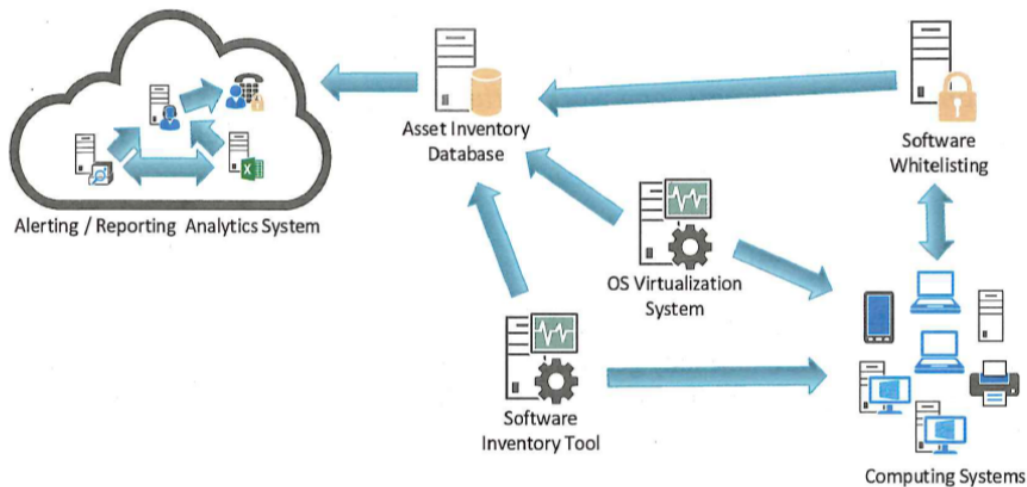 Asset Inventory
Database
Software
Whitelisting
Alerting / Reporting Analytics System
OS Virtualization
System
Software
Inventory Tool
Computing Systems